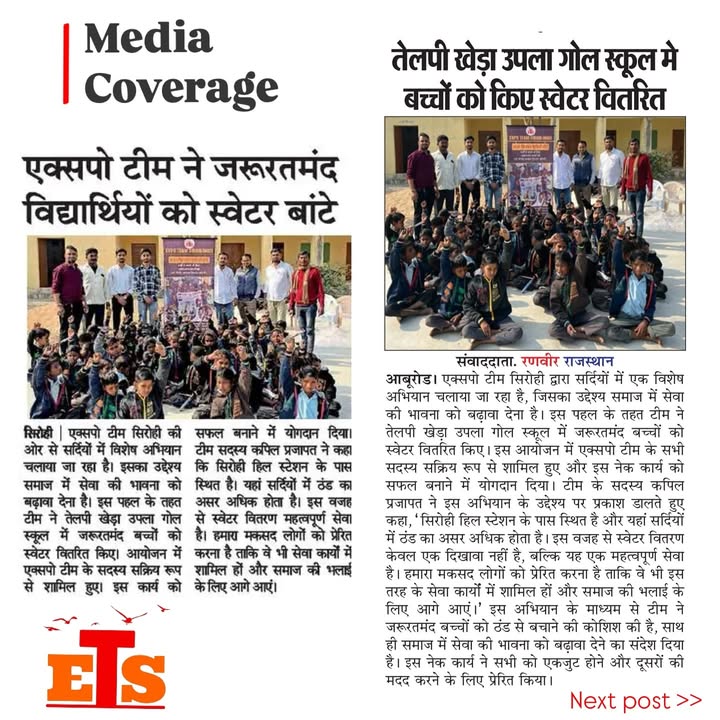 Media
Coverage
एक्सपो टीम ने जरूरतमंद
विद्यार्थियों को स्वेटर बांटे
सिरोही | एक्सपो टीम सिरोही की
ओर से सर्दियों में विशेष अभियान
चलाया जा रहा है। इसका उद्देश्य
समाज में सेवा की भावना को
बढ़ावा देना है। इस पहल के तहत
टीम ने तेलपी खेड़ा उपला गोल
स्कूल में जरूरतमंद बच्चों को
स्वेटर वितरित किए। आयोजन में
एक्सपो टीम के सदस्य सक्रिय रूप
से शामिल हुए। इस कार्य को
सफल बनाने में योगदान दिया।
टीम सदस्य कपिल प्रजापत ने कहा
कि सिरोही हिल स्टेशन के पास
स्थित है। यहां सर्दियों में ठंड का
असर अधिक होता है। इस वजह
से स्वेटर वितरण महत्वपूर्ण सेवा
है। हमारा मकसद लोगों को प्रेरित
करना है ताकि वे भी सेवा कार्यों में
शामिल हों और समाज की भलाई
के लिए आगे आएं।
ETS
तेलपी खेड़ा उपला गोल स्कूल मे
बच्चों को किए स्वेटर वितरित
संवाददाता. रणवीर राजस्थान
आबूरोड। एक्सपो टीम सिरोही द्वारा सर्दियों में एक विशेष
अभियान चलाया जा रहा है, जिसका उद्देश्य समाज में सेवा
की भावना को बढ़ावा देना है। इस पहल के तहत टीम ने
तेलपी खेड़ा उपला गोल स्कूल में जरूरतमंद बच्चों को
स्वेटर वितरित किए। इस आयोजन में एक्सपो टीम के सभी
सदस्य सक्रिय रूप से शामिल हुए और इस नेक कार्य को
सफल बनाने में योगदान दिया। टीम के सदस्य कपिल
प्रजापत ने इस अभियान के उद्देश्य पर प्रकाश डालते हुए
कहा, 'सिरोही हिल स्टेशन के पास स्थित है और यहां सर्दियों
में ठंड का असर अधिक होता है। इस वजह से स्वेटर वितरण
केवल एक दिखावा नहीं है, बल्कि यह एक महत्वपूर्ण सेवा
है। हमारा मकसद लोगों को प्रेरित करना है ताकि वे भी इस
तरह के सेवा कार्यों में शामिल हों और समाज की भलाई के
लिए आगे आएं।' इस अभियान के माध्यम से टीम ने
जरूरतमंद बच्चों को ठंड से बचाने की कोशिश की है, साथ
ही समाज में सेवा की भावना को बढ़ावा देने का संदेश दिया
है। इस नेक कार्य ने सभी को एकजुट होने और दूसरों की
मदद करने के लिए प्रेरित किया।
Next post >>